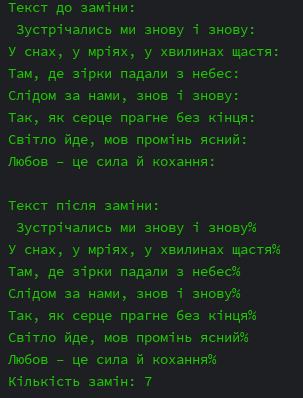 Текст до заміни:
Зустрічались ми знову і знову:
У снах, у мріях, у хвилинах щастя:
Там, де зірки падали з небес:
Слідом за нами, знов і знову:
Так, як серце прагне без кінця:
Світло йде, мов промінь ясний:
Любов – це сила й кохання:

Текст після заміни:
Зустрічались ми знову і знову%
У снах, у мріях, у хвилинах щастя%
Там, де зірки падали з небес%
Слідом за нами, знов і знову%
Так, як серце прагне без кінця%
Світло йде, мов промінь ясний%
Любов – це сила й кохання%
Кількість замін: 7